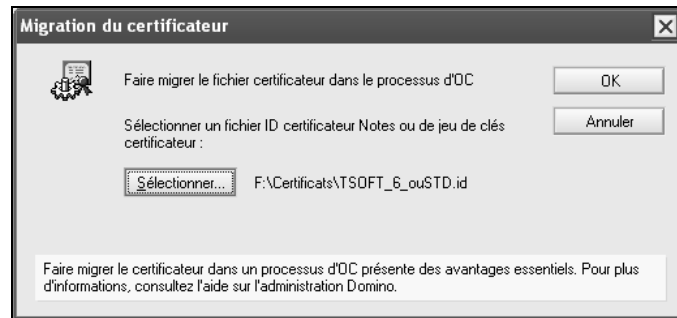 Migration du certificateur
Faire migrer le fichier certificateur dans le processus d'OC
OK
Sélectionner un fichier ID certificateur Notes ou de jeu de clés
certificateur :
Annuler
Sélectionner...
F:\Certificats\TSOFT_6_ouSTD.id
Faire migrer le certificateur dans un processus d'OC présente des avantages essentiels. Pour plus
d'informations, consultez l'aide sur l'administration Domino.